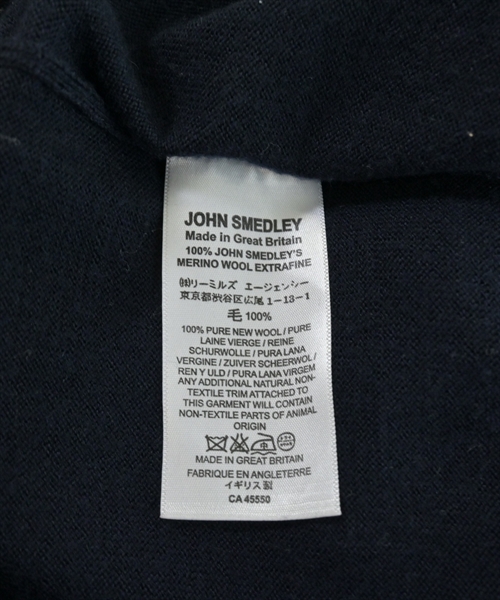 JOHN SMEDLEY
Made in Great Britain
100% JOHN SMEDLEY'S
MERINO WOOL EXTRAFINE
㈱リーミルズ エージェンシー
東京都渋谷区広尾1-13-1
毛 100%
100% PURE NEW WOOL / PURE
LAINE VIERGE / REINE
SCHURWOLLE / PURA LANA
VERGINE / ZUIVER SCHEERWOL /
REN Y ULD / PURA LANA VIRGEM
ANY ADDITIONAL NATURAL NON-
TEXTILE TRIM ATTACHED TO
THIS GARMENT WILL CONTAIN
NON-TEXTILE PARTS OF ANIMAL
ORIGIN
中
MADE IN GREAT BRITAIN
FABRIQUE EN ANGLETERRE
イギリス製
CA 45550